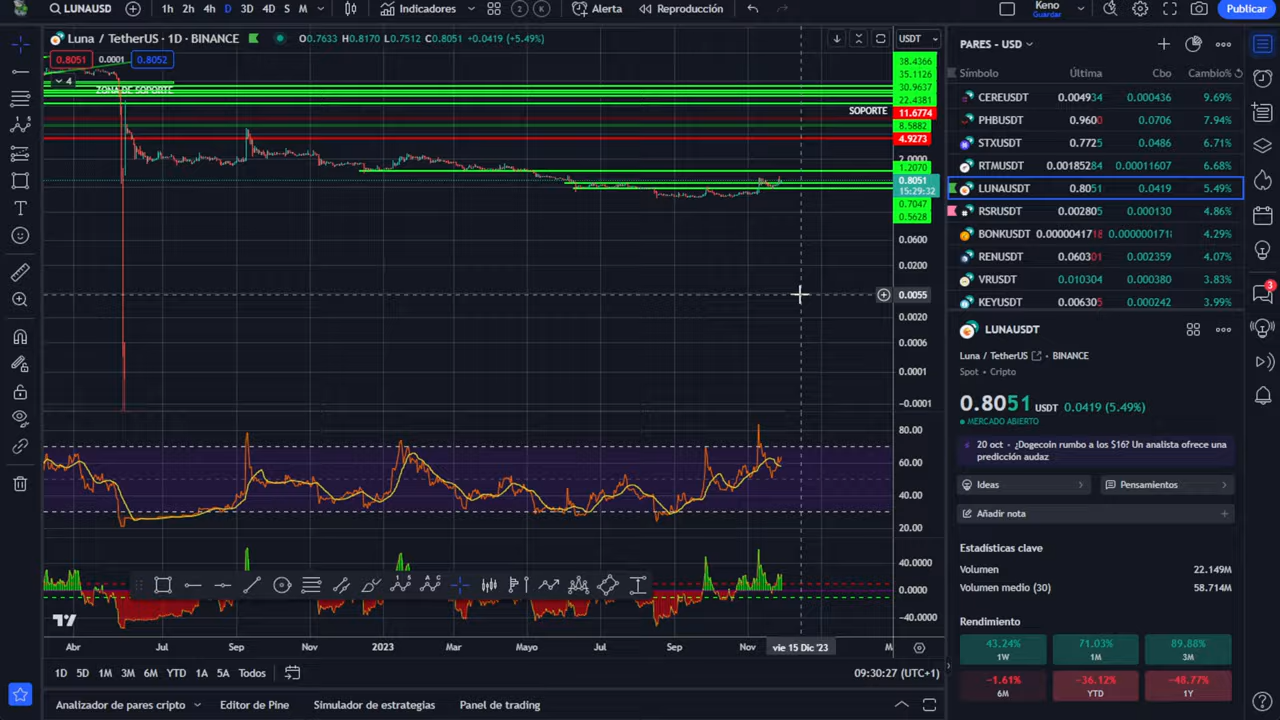 LUNAUSD
1h 2h 4h D 3D 4D S M
Indicadores
2 K
Alerta
Reproducción
Keno
Guardar
Publicar
Luna / TetherUS · 1D · BINANCE
O0.7633 H0.8170 L0.7512 C0.8051 +0.0419 (+5.49%)
USDT
0.8051 0.0001 0.8052
4
ZONA DE SOPORTE
SOPORTE
38.4366
35.1126
30.9637
22.4381
11.6774
8.5882
4.9273
2.0000
1.2070
0.8051
15:29:32
0.7047
0.5628
0.0600
0.0200
0.0055
0.0020
0.0006
0.0001
−0.0001
80.00
60.00
40.00
20.00
40.0000
0.0000
−40.0000
Abr Jul Sep Nov 2023 Mar May Jul Sep Nov vie 15 Dic '23 M
1D 5D 1M 3M 6M YTD 1A 5A Todos
09:30:27 (UTC+1)
Analizador de pares cripto
Editor de Pine
Simulador de estrategias
Panel de trading
PARES - USD
Símbolo Última Cbo Cambio%
CEREUSDT 0.004934 0.000436 9.69%
PHBUSDT 0.9600 0.0706 7.94%
STXUSDT 0.7725 0.0486 6.71%
RTMUSDT 0.00185284 0.00011607 6.68%
LUNAUSDT 0.8051 0.0419 5.49%
RSRUSDT 0.002805 0.000130 4.86%
BONKUSDT 0.0000041718 0.0000001718 4.29%
RENUSDT 0.060301 0.002359 4.07%
VRUSDT 0.010304 0.000380 3.83%
KEYUSDT 0.006305 0.000242 3.99%
3
LUNAUSDT
Luna / TetherUS · BINANCE
Spot · Cripto
0.8051 USDT 0.0419 (5.49%)
MERCADO ABIERTO
20 oct · ¿Dogecoin rumbo a los $16? Un analista ofrece una
predicción audaz
Ideas
Pensamientos
Añadir nota
Estadísticas clave
Volumen 22.149M
Volumen medio (30) 58.714M
Rendimiento
43.24% 71.03% 89.88%
1W 1M 3M
−1.61% −36.12% −48.77%
6M YTD 1Y